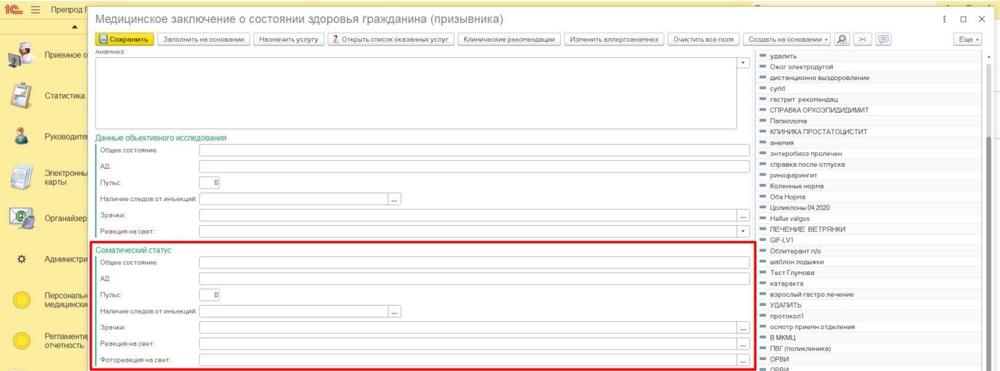 1С
Препрод
Медицинское заключение о состоянии здоровья гражданина (призывника)
Сохранить
Заполнить на основании
Назначить услугу
Открыть список оказанных услуг
Клинические рекомендации
Изменить аллергоанамнез
Очистить все поля
Создать на основании
><
Еще
Приемное о
Статистика
Руководите
Электронны
карты
Органайзер
Администри
Персональн
медицински
Регламенти
отчетность
Анамнез:
Данные объективного исследования
Общее состояние:
АД:
Пульс: 0
Наличие следов от инъекций: ...
Зрачки: ...
Реакция на свет:
Соматический статус
Общее состояние:
АД:
Пульс: 0
Наличие следов от инъекций: ...
Зрачки: ...
Реакция на свет: ...
Фотореакция на свет: ...
удалить
Ожог электродугой
дистанционно выздоровление
субб
гастрит рекомендац
СПРАВКА ОРХОЭПИДИДИМИТ
Папиллома
КЛИНИКА ПРОСТАТОЦИСТИТ
анемия
энтеробиоз пролечен
справка после отпуска
ринофарингит
Коленные норма
Оба Норма
Цоликлоны 04.2020
Hallux valgus
ЛЕЧЕНИЕ ВЕТРЯНКИ
GIF-LV1
Облитерант п/о
шаблон лодыжки
Тест Глумова
катаракта
взрослый гастро лечение
УДАЛИТЬ
протокол1
осмотр приемн.отделения
В МКМЦ
ПВГ (поликлиника)
ОРВИ
ОРВИ